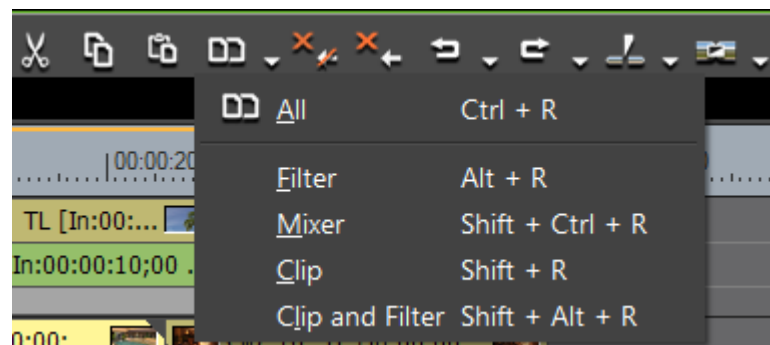 All Ctrl + R
00:00:20
Filter Alt + R
TL [In:00:... Mixer Shift + Ctrl + R
In:00:00:10;00 . Clip Shift + R
Clip and Filter Shift + Alt + R
0:00: